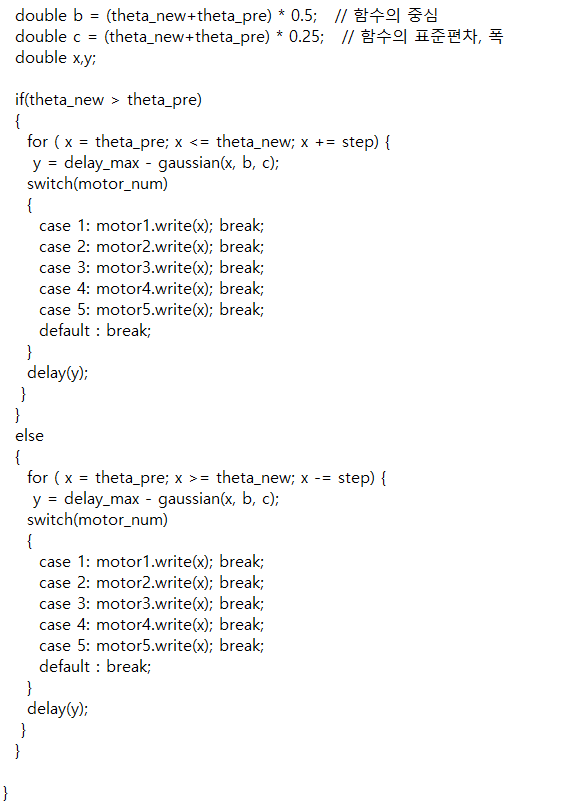 double b = (theta_new+theta_pre) * 0.5;   // 함수의 중심
double c = (theta_new+theta_pre) * 0.25;   // 함수의 표준편차, 폭
double x,y;
if(theta_new > theta_pre)
{
for ( x = theta_pre; x <= theta_new; x += step) {
y = delay_max - gaussian(x, b, c);
switch(motor_num)
{
case 1: motor1.write(x); break;
case 2: motor2.write(x); break;
case 3: motor3.write(x); break;
case 4: motor4.write(x); break;
case 5: motor5.write(x); break;
default : break;
}
delay(y);
}
}
else
{
for ( x = theta_pre; x >= theta_new; x -= step) {
y = delay_max - gaussian(x, b, c);
switch(motor_num)
{
case 1: motor1.write(x); break;
case 2: motor2.write(x); break;
case 3: motor3.write(x); break;
case 4: motor4.write(x); break;
case 5: motor5.write(x); break;
default : break;
}
delay(y);
}
}
}